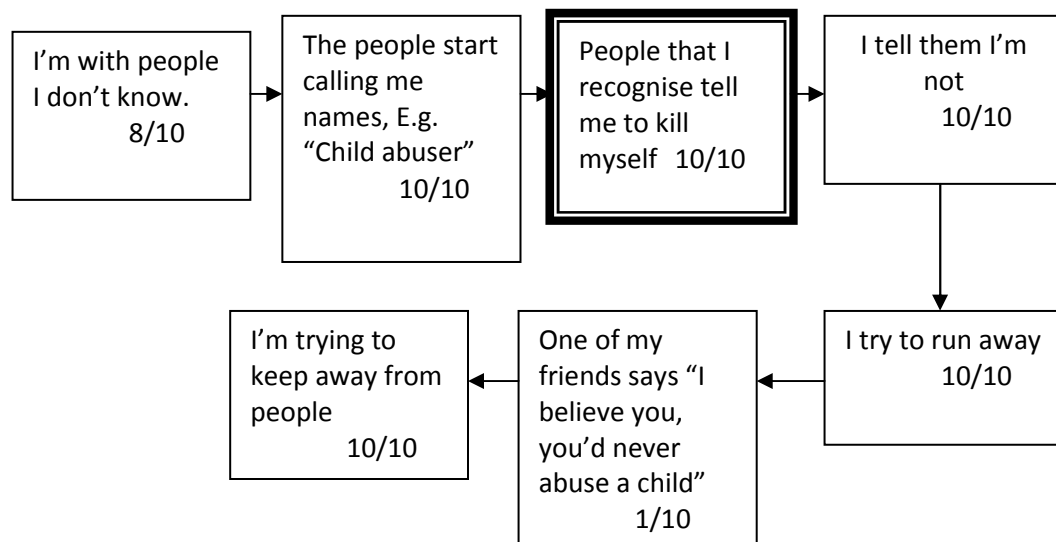 I’m with people
I don’t know.
8/10
The people start
calling me
names, E.g.
“Child abuser”
10/10
People that I
recognise tell
me to kill
myself 10/10
I tell them I’m
not
10/10
I try to run away
10/10
One of my
friends says “I
believe you,
you’d never
abuse a child”
1/10
I’m trying to
keep away from
people
10/10